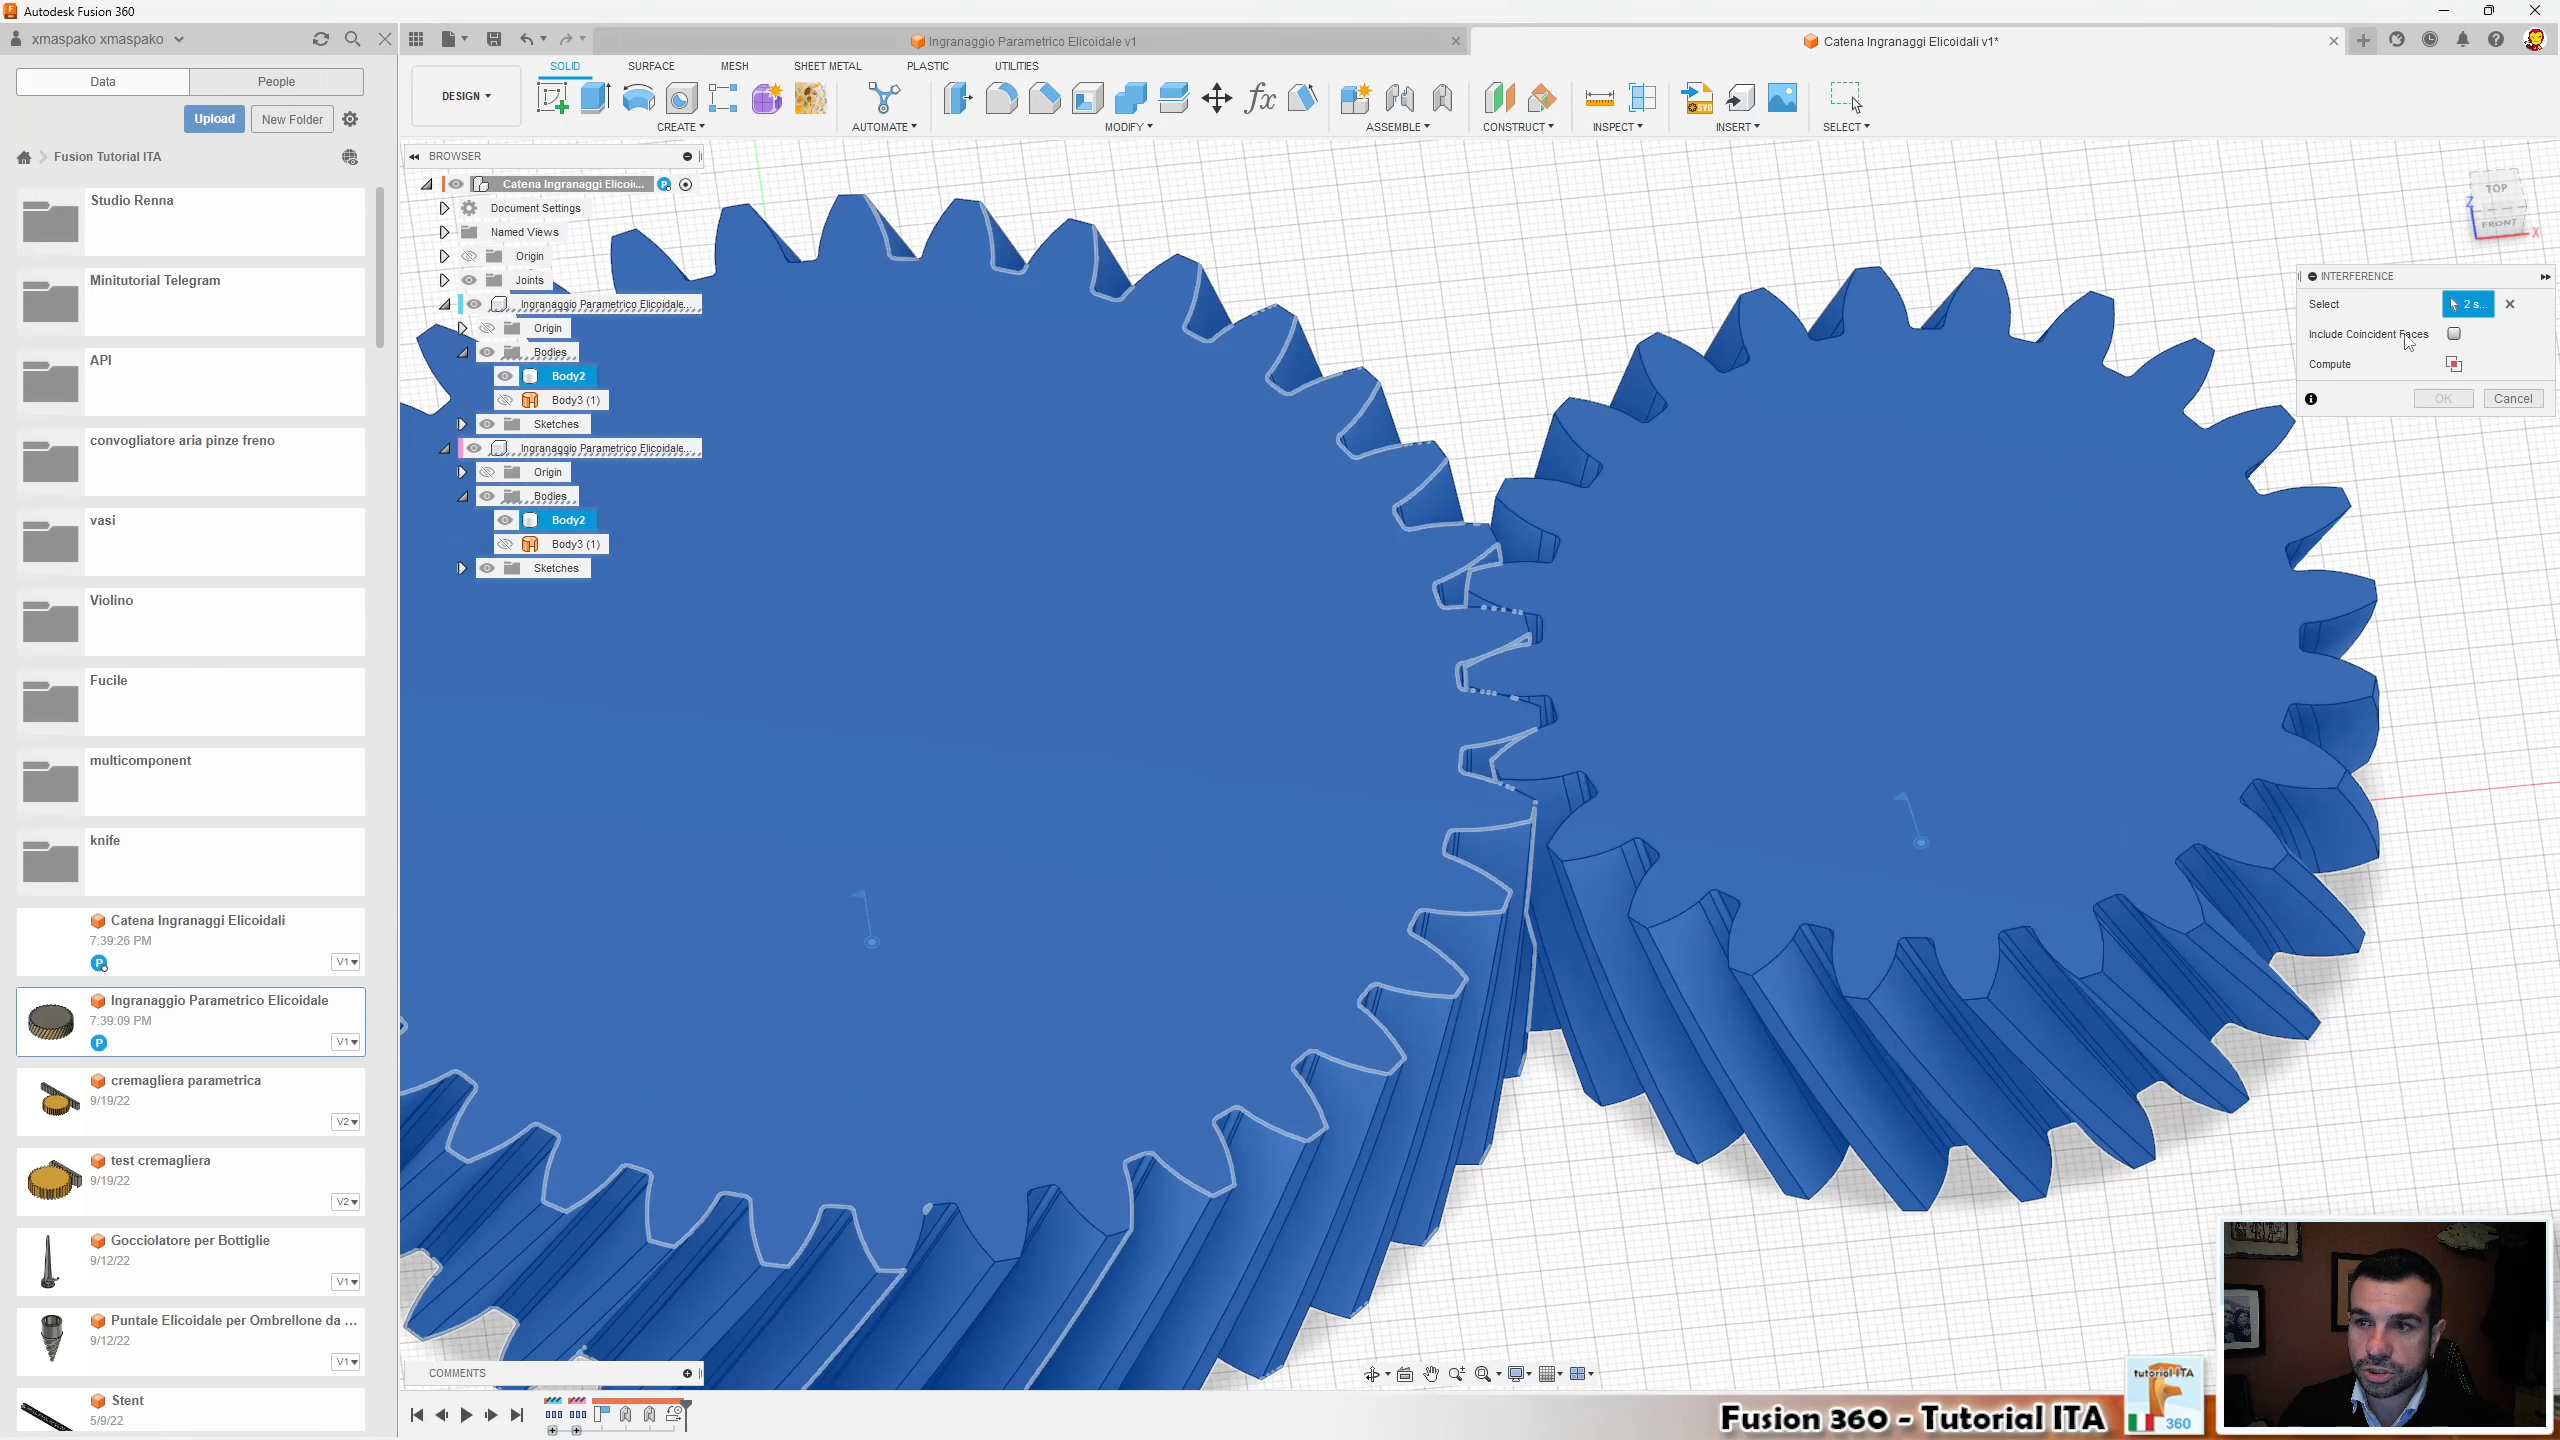 Autodesk Fusion 360
xmaspako xmaspako
Ingranaggio Parametrico Elicoidale v1
Catena Ingranaggi Elicoidali v1*
Data
People
Upload
New Folder
Fusion Tutorial ITA
Studio Renna
Minitutorial Telegram
API
convogliatore aria pinze freno
vasi
Violino
Fucile
multicomponent
knife
Catena Ingranaggi Elicoidali
7:39:26 PM
P
V1
Ingranaggio Parametrico Elicoidale
7:39:09 PM
P
V1
cremagliera parametrica
9/19/22
V2
test cremagliera
9/19/22
V2
Gocciolatore per Bottiglie
9/12/22
V1
Puntale Elicoidale per Ombrellone da ...
9/12/22
V1
Stent
5/9/22
DESIGN
SOLID
SURFACE
MESH
SHEET METAL
PLASTIC
UTILITIES
CREATE
AUTOMATE
MODIFY
ASSEMBLE
CONSTRUCT
INSPECT
INSERT
SELECT
BROWSER
Catena Ingranaggi Elicoi...
Document Settings
Named Views
Origin
Joints
Ingranaggio Parametrico Elicoidale...
Origin
Bodies
Body2
Body3 (1)
Sketches
Ingranaggio Parametrico Elicoidale...
Origin
Bodies
Body2
Body3 (1)
Sketches
TOP
FRONT
Z
X
INTERFERENCE
Select
2 s...
Include Coincident Faces
Compute
OK
Cancel
COMMENTS
Fusion 360 - Tutorial ITA
tutorial-ITA
360